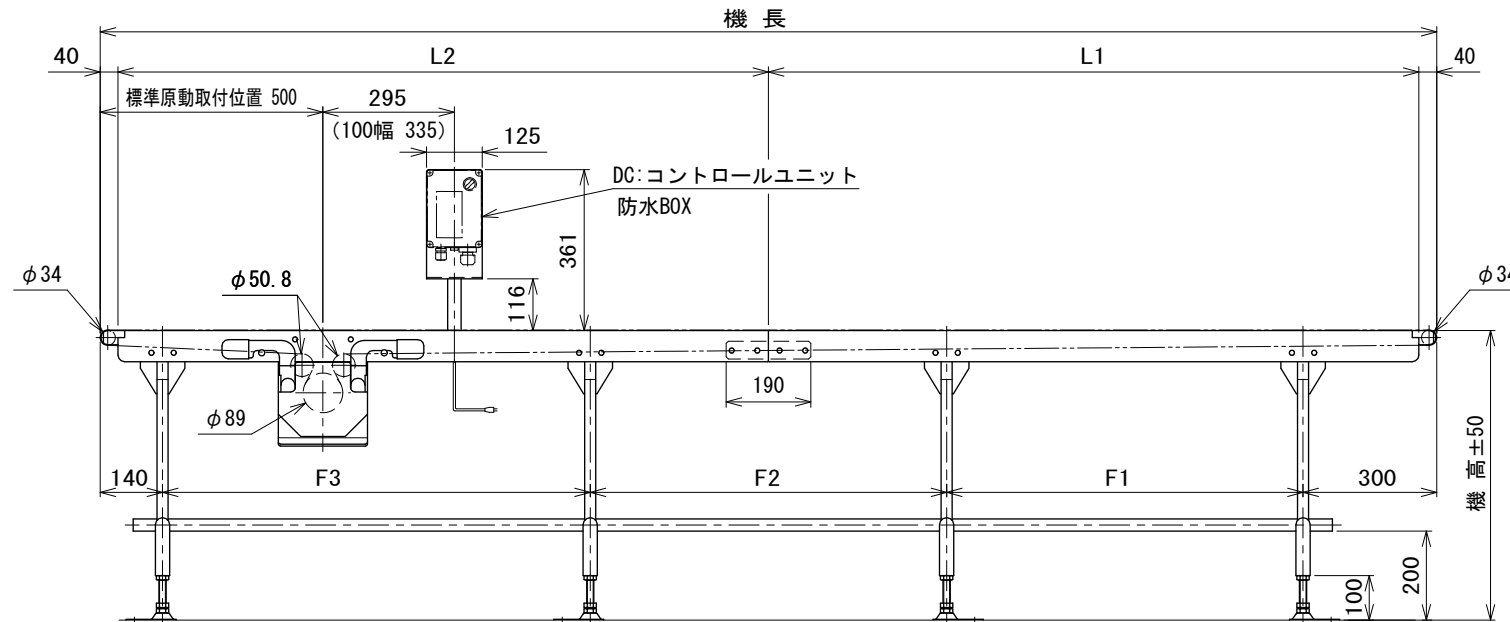 機 長
40
L2
L1
40
標準原動取付位置 500
295
(100幅 335)
125
DC:コントロールユニット
防水BOX
361
116
φ34
φ50.8
φ34
190
φ89
機 高±50
140
F3
F2
F1
300
200
100